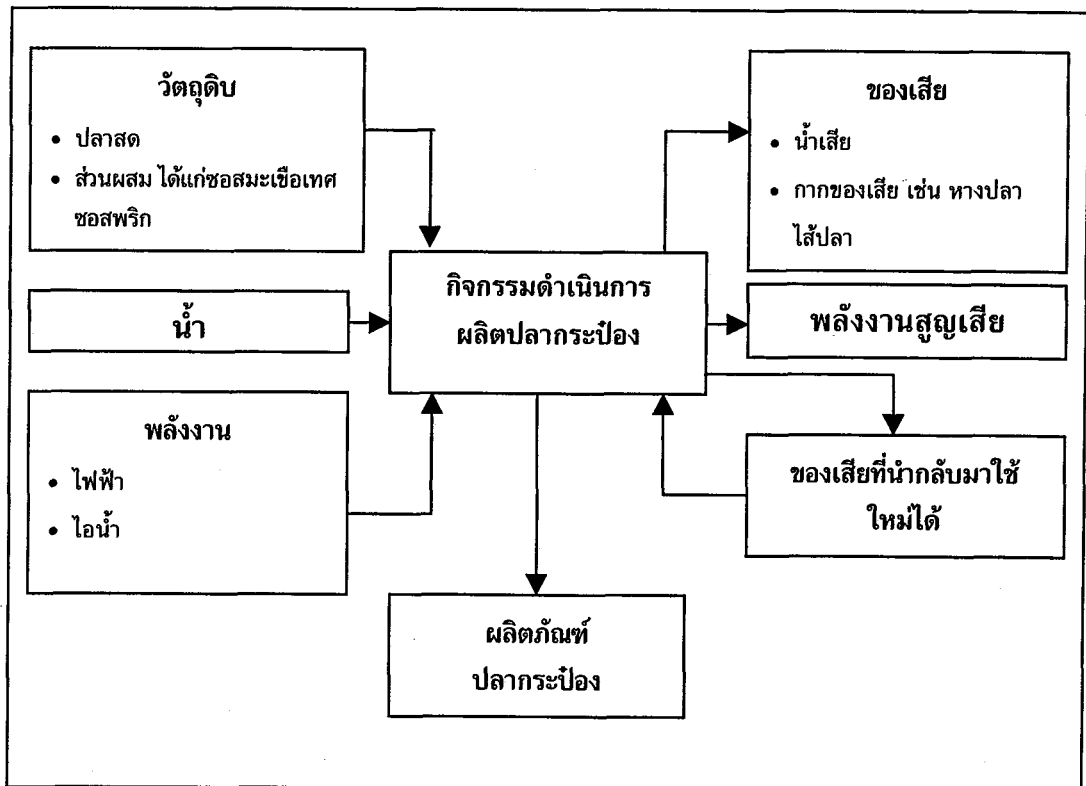 วัตถุดิบ
• ปลาสด
• ส่วนผสม ได้แก่ซอสมะเขือเทศ
ซอสพริก
น้ำ
พลังงาน
• ไฟฟ้า
• ไอน้ำ
กิจกรรมดำเนินการ
ผลิตปลากระป๋อง
ผลิตภัณฑ์
ปลากระป๋อง
ของเสีย
• น้ำเสีย
• กากของเสีย เช่น หางปลา
ไส้ปลา
พลังงานสูญเสีย
ของเสียที่นำกลับมาใช้
ใหม่ได้